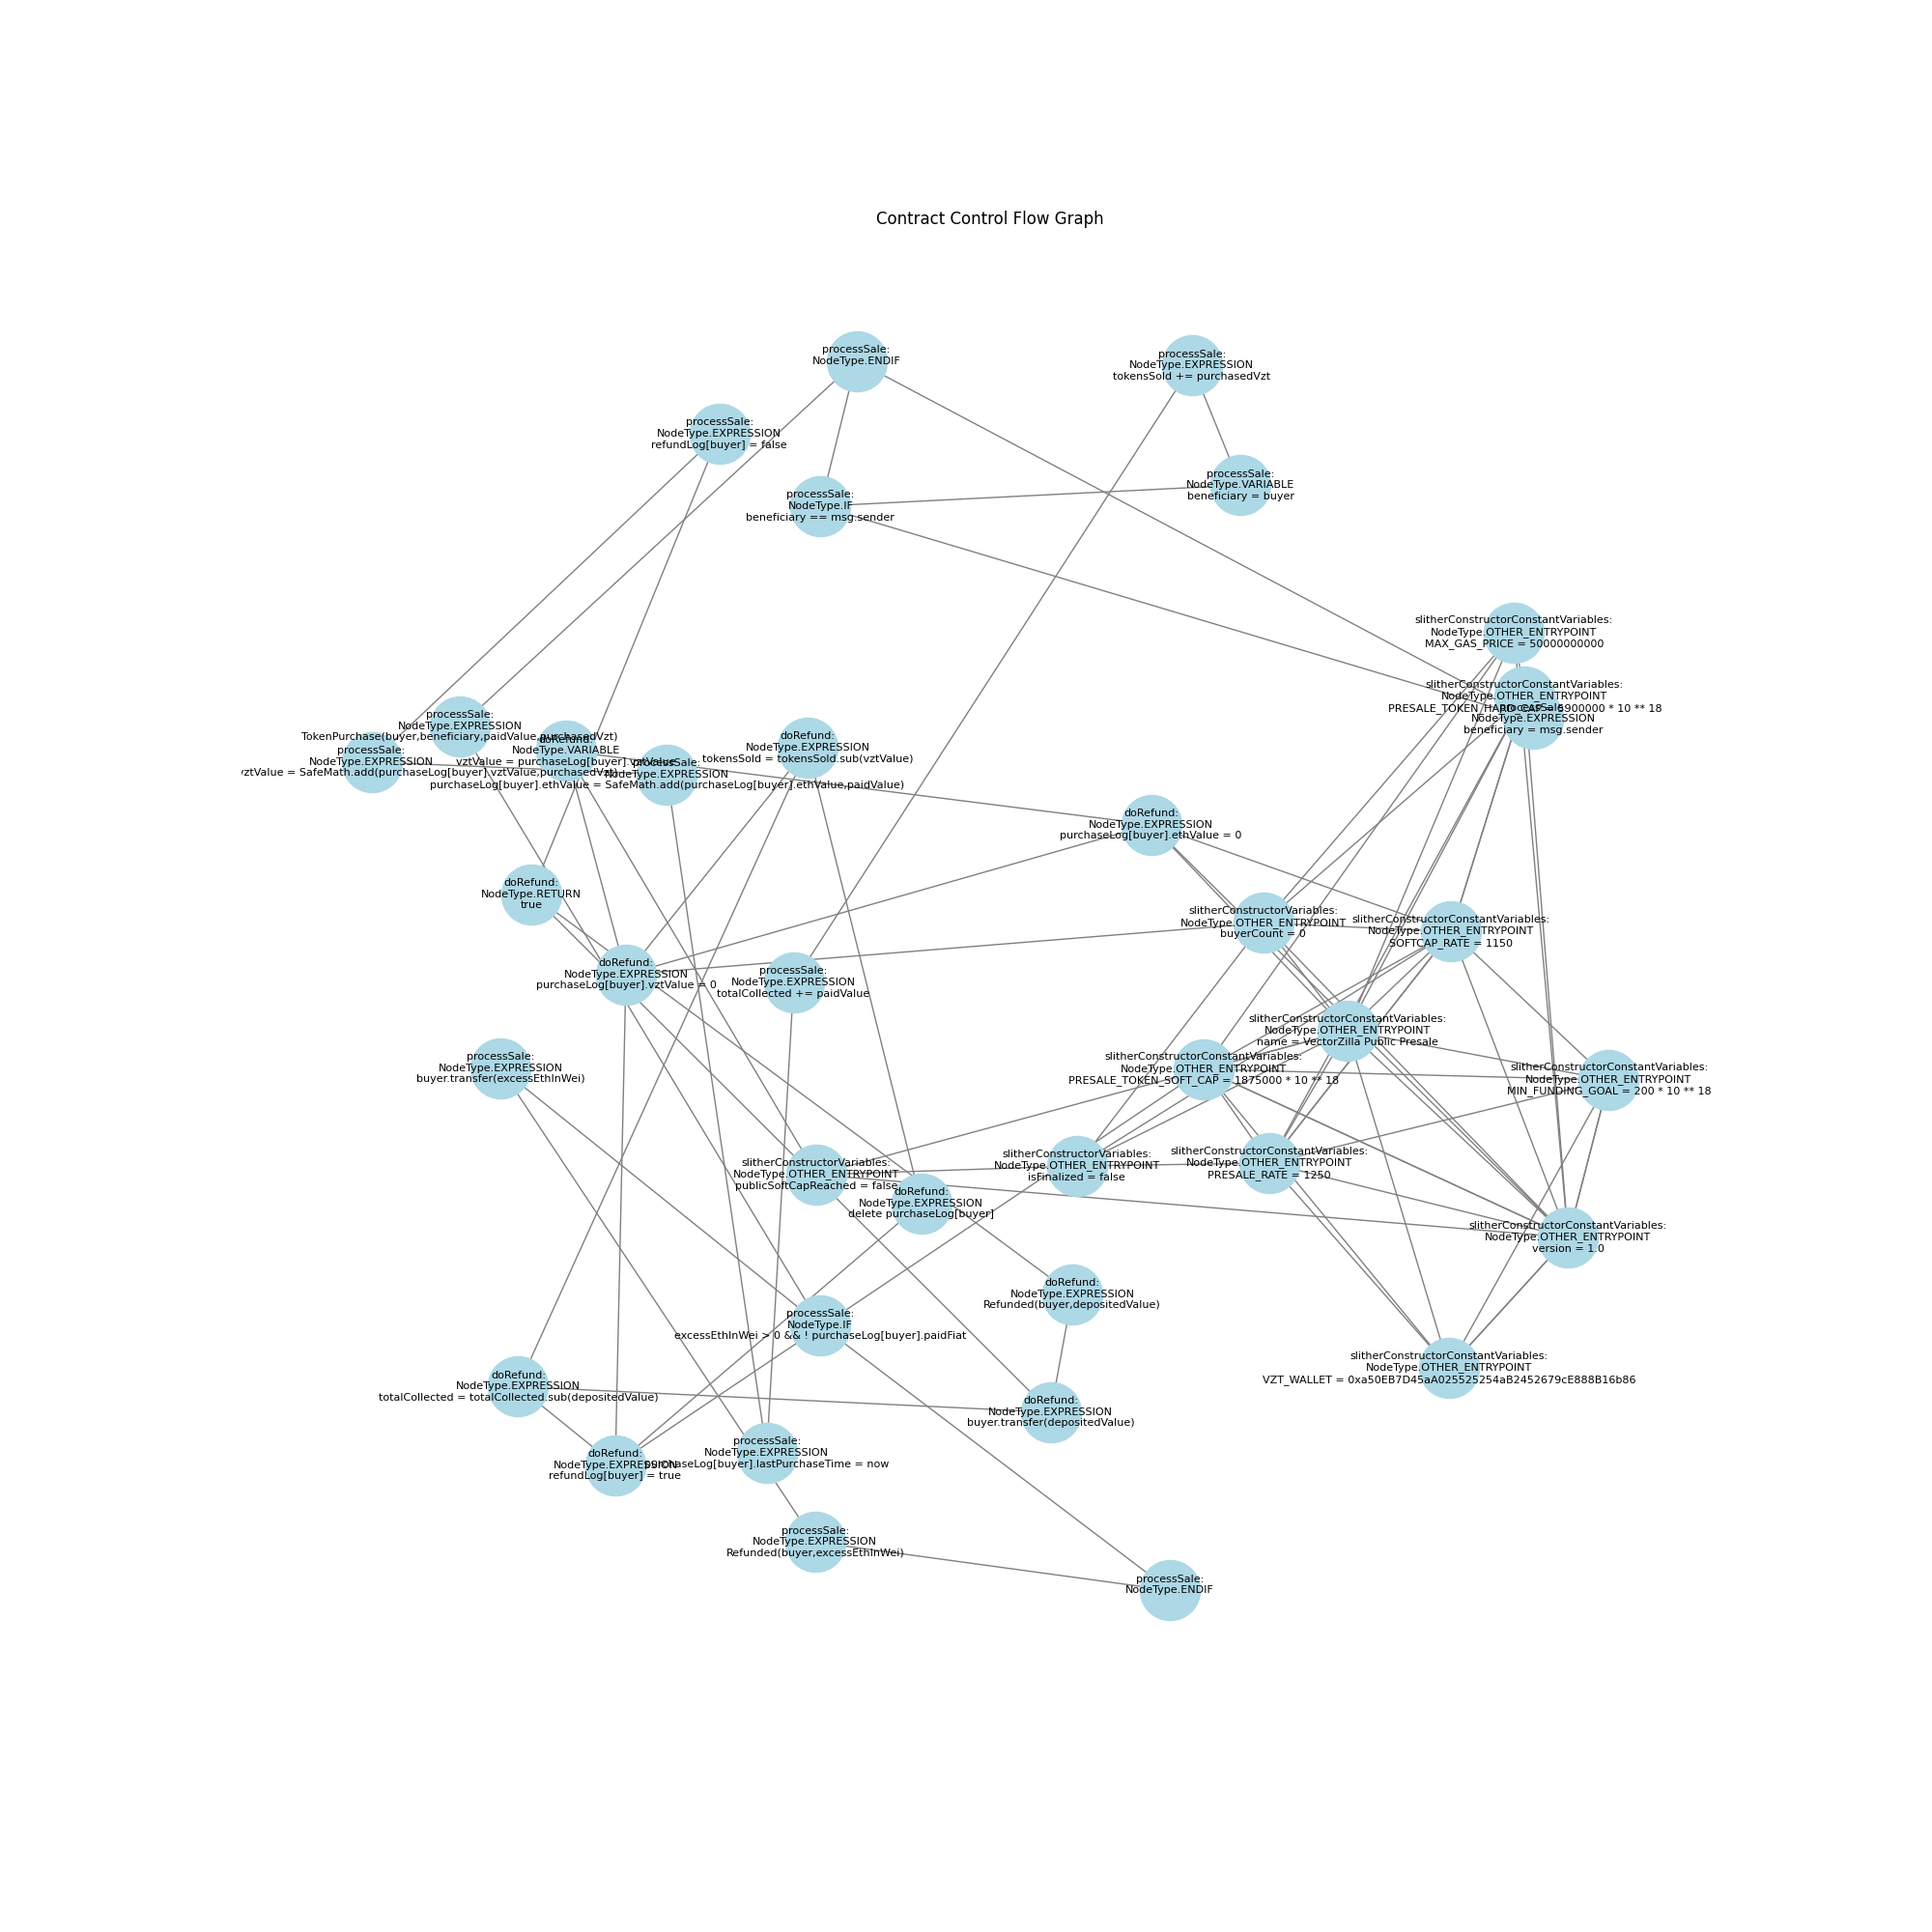 Contract Control Flow Graph
processSale:
NodeType.ENDIF
processSale:
NodeType.EXPRESSION
tokensSold += purchasedVzt
processSale:
NodeType.EXPRESSION
refundLog[buyer] = false
processSale:
NodeType.VARIABLE
beneficiary = buyer
processSale:
NodeType.IF
beneficiary == msg.sender
slitherConstructorConstantVariables:
NodeType.OTHER_ENTRYPOINT
MAX_GAS_PRICE = 50000000000
slitherConstructorConstantVariables:
NodeType.OTHER_ENTRYPOINT
PRESALE_TOKEN_HARD_CAP = 5900000 * 10 ** 18
processSale:
NodeType.EXPRESSION
beneficiary = msg.sender
processSale:
NodeType.EXPRESSION
TokenPurchase(buyer,beneficiary,paidValue,purchasedVzt)
doRefund:
NodeType.VARIABLE
vztValue = purchaseLog[buyer].vztValue
doRefund:
NodeType.EXPRESSION
tokensSold = tokensSold.sub(vztValue)
processSale:
NodeType.EXPRESSION
vztValue = SafeMath.add(purchaseLog[buyer].vztValue,purchasedVzt)
processSale:
NodeType.EXPRESSION
purchaseLog[buyer].ethValue = SafeMath.add(purchaseLog[buyer].ethValue,paidValue)
doRefund:
NodeType.EXPRESSION
purchaseLog[buyer].ethValue = 0
doRefund:
NodeType.RETURN
true
slitherConstructorVariables:
NodeType.OTHER_ENTRYPOINT
buyerCount = 0
slitherConstructorConstantVariables:
NodeType.OTHER_ENTRYPOINT
SOFTCAP_RATE = 1150
doRefund:
NodeType.EXPRESSION
purchaseLog[buyer].vztValue = 0
processSale:
NodeType.EXPRESSION
totalCollected += paidValue
slitherConstructorConstantVariables:
NodeType.OTHER_ENTRYPOINT
name = VectorZilla Public Presale
processSale:
NodeType.EXPRESSION
buyer.transfer(excessEthInWei)
slitherConstructorConstantVariables:
NodeType.OTHER_ENTRYPOINT
PRESALE_TOKEN_SOFT_CAP = 1875000 * 10 ** 18
slitherConstructorConstantVariables:
NodeType.OTHER_ENTRYPOINT
MIN_FUNDING_GOAL = 200 * 10 ** 18
slitherConstructorVariables:
NodeType.OTHER_ENTRYPOINT
publicSoftCapReached = false
slitherConstructorVariables:
NodeType.OTHER_ENTRYPOINT
isFinalized = false
slitherConstructorConstantVariables:
NodeType.OTHER_ENTRYPOINT
PRESALE_RATE = 1250
doRefund:
NodeType.EXPRESSION
delete purchaseLog[buyer]
slitherConstructorConstantVariables:
NodeType.OTHER_ENTRYPOINT
version = 1.0
doRefund:
NodeType.EXPRESSION
Refunded(buyer,depositedValue)
processSale:
NodeType.IF
excessEthInWei > 0 && ! purchaseLog[buyer].paidFiat
slitherConstructorConstantVariables:
NodeType.OTHER_ENTRYPOINT
VZT_WALLET = 0xa50EB7D45aA025525254aB2452679cE888B16b86
doRefund:
NodeType.EXPRESSION
totalCollected = totalCollected.sub(depositedValue)
doRefund:
NodeType.EXPRESSION
buyer.transfer(depositedValue)
processSale:
NodeType.EXPRESSION
purchaseLog[buyer].lastPurchaseTime = now
doRefund:
NodeType.EXPRESSION
refundLog[buyer] = true
processSale:
NodeType.EXPRESSION
Refunded(buyer,excessEthInWei)
processSale:
NodeType.ENDIF